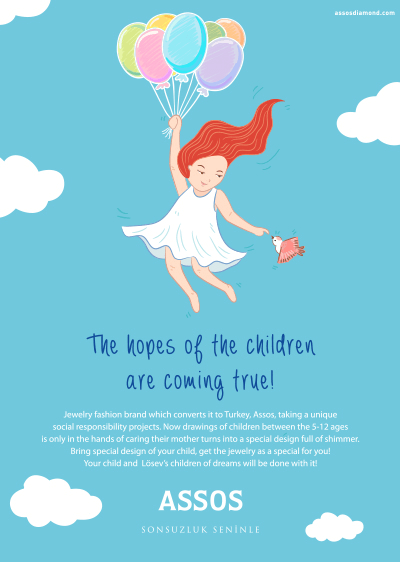 assosdiamond.com
The hopes of the children
are coming true!
Jewelry fashion brand which converts it to Turkey, Assos, taking a unique
social responsibility projects. Now drawings of children between the 5-12 ages
is only in the hands of caring their mother turns into a special design full of shimmer.
Bring special design of your child, get the jewelry as a special for you!
Your child and Lösev's children of dreams will be done with it!
ASSOS
SONSUZLUK SENİNLE